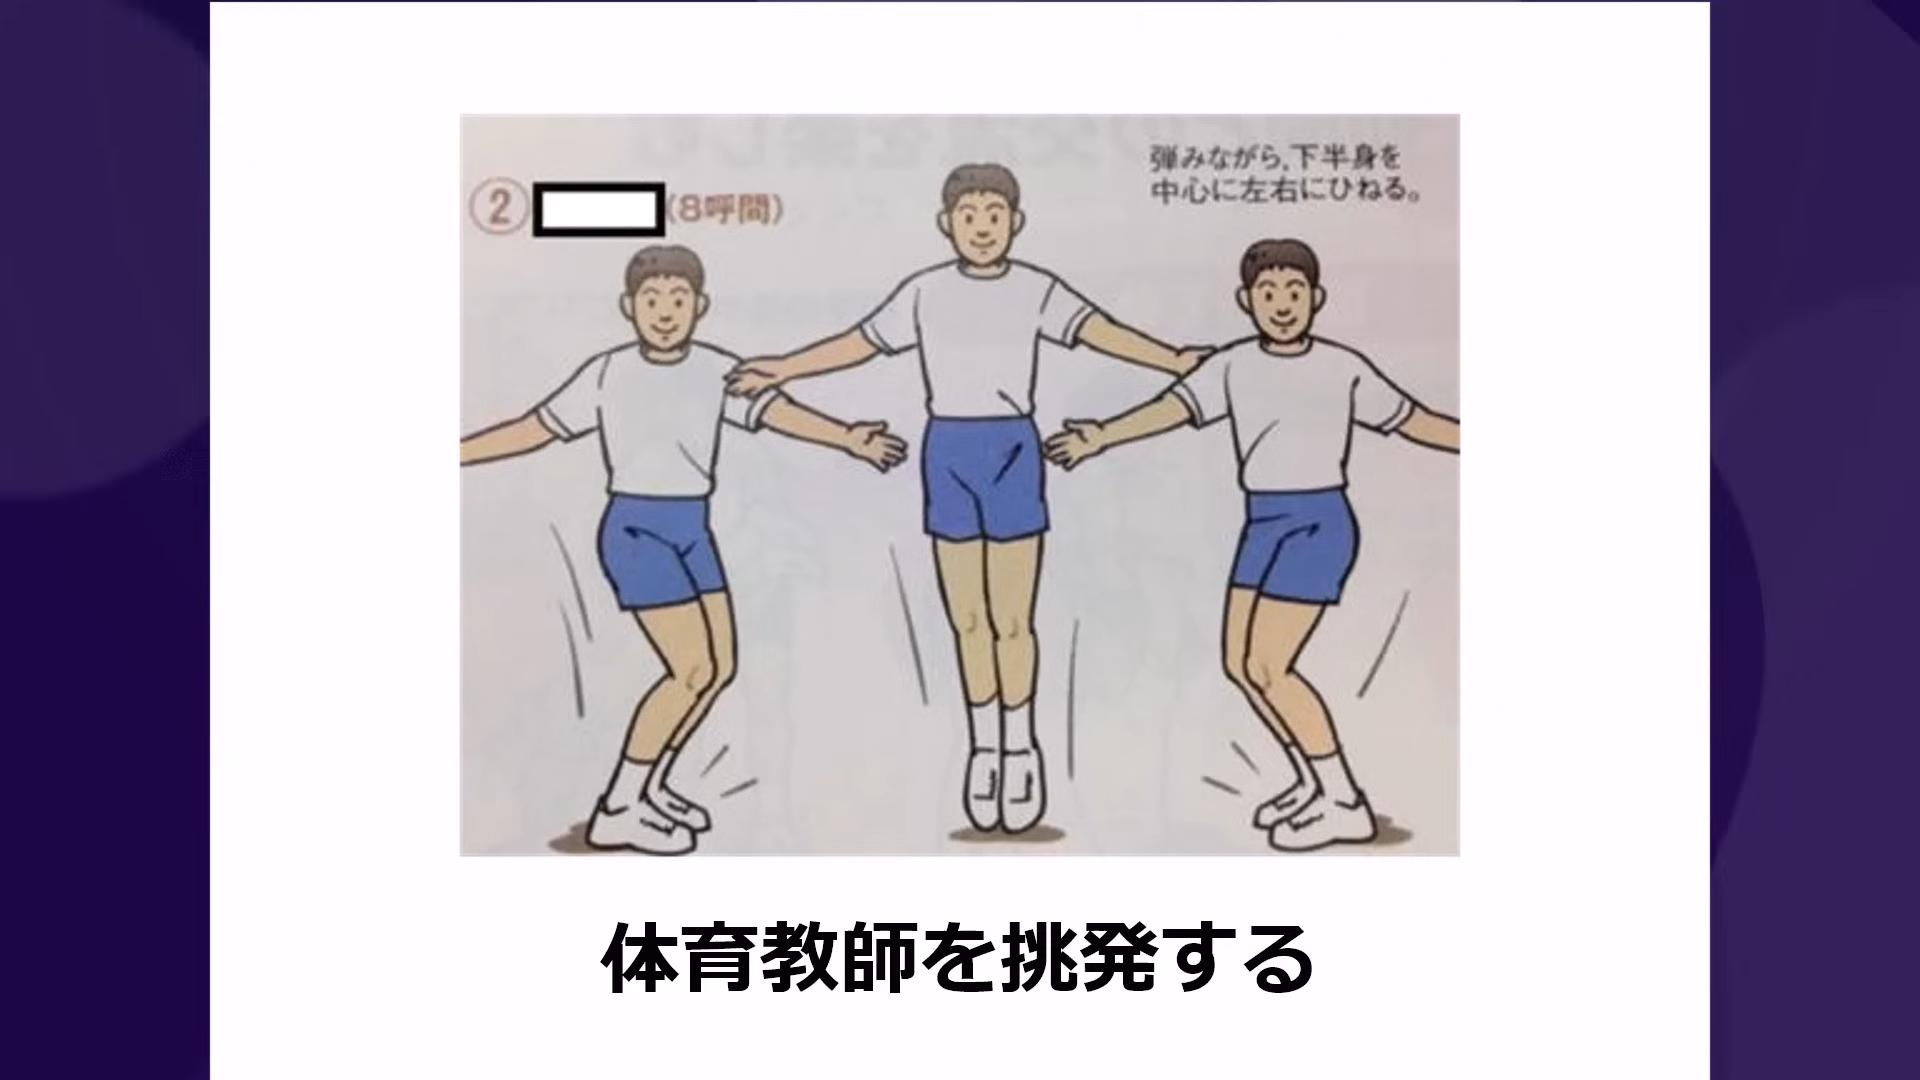 ②
(8呼間)
弾みながら、下半身を
中心に左右にひねる。
体育教師を挑発する